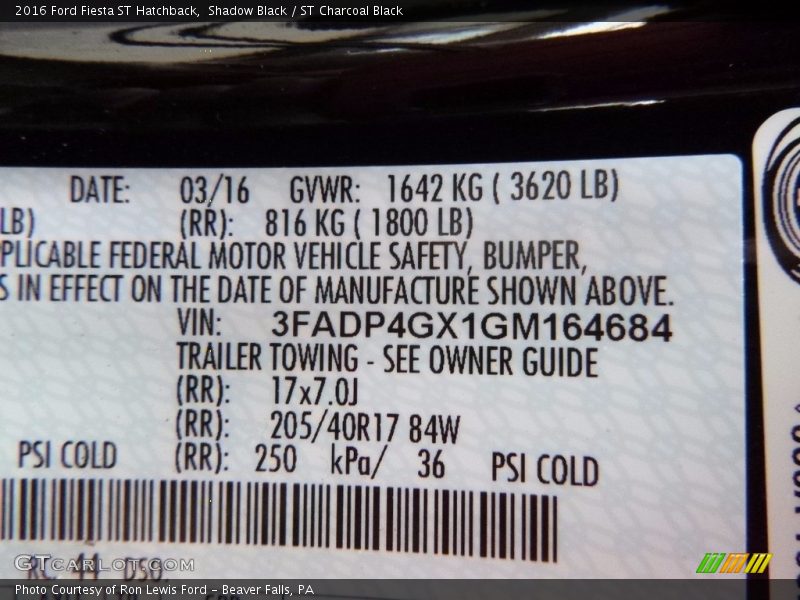 2016 Ford Fiesta ST Hatchback, Shadow Black / ST Charcoal Black
DATE: 03/16 GVWR: 1642 KG ( 3620 LB)
LB) (RR): 816 KG ( 1800 LB)
PLICABLE FEDERAL MOTOR VEHICLE SAFETY, BUMPER,
S IN EFFECT ON THE DATE OF MANUFACTURE SHOWN ABOVE.
VIN: 3FADP4GX1GM164684
TRAILER TOWING - SEE OWNER GUIDE
(RR): 17x7.0J
(RR): 205/40R17 84W
PSI COLD (RR): 250 kPa/ 36 PSI COLD
RC: 44 DSO
GTCARLOT.COM
Photo Courtesy of Ron Lewis Ford - Beaver Falls, PA